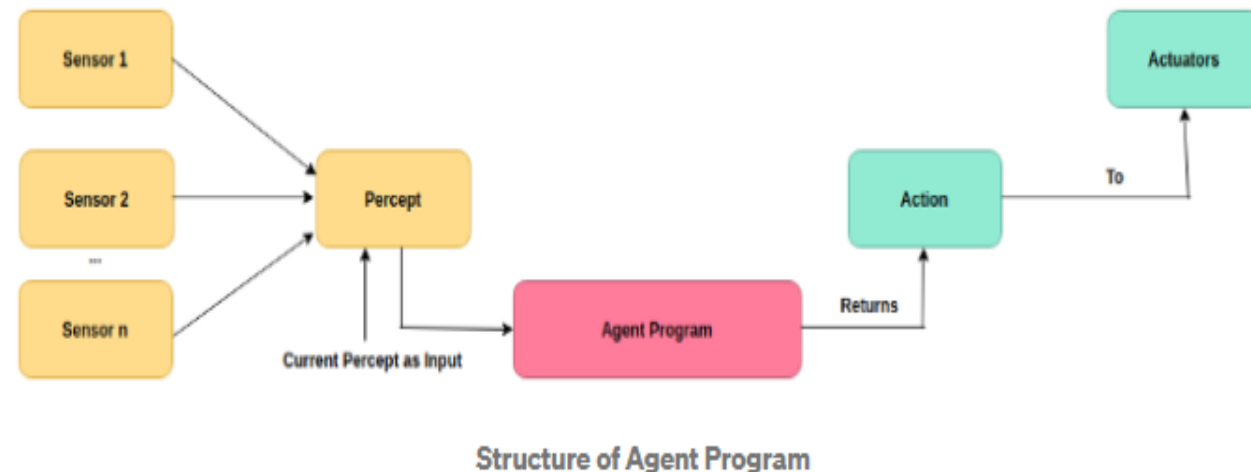 Sensor 1
Actuators
Sensor 2
Percept
Action
To
...
Sensor n
Agent Program
Returns
Current Percept as Input
Structure of Agent Program